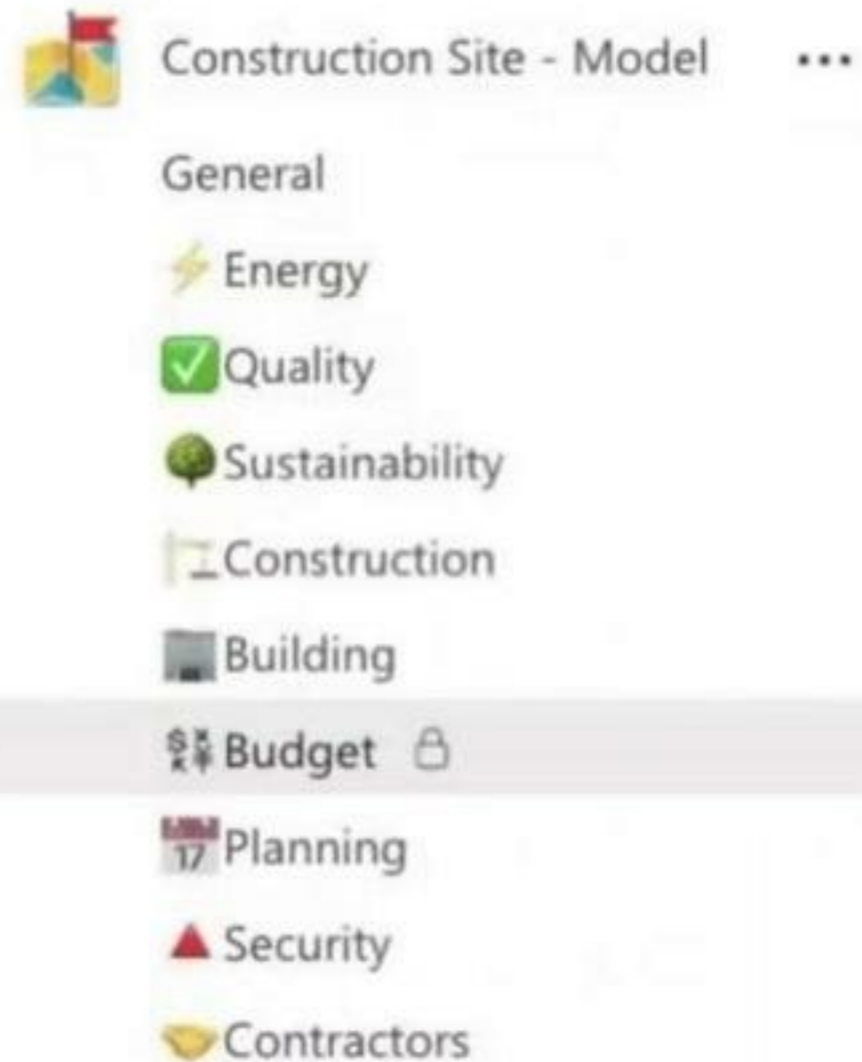 Construction Site - Model ...
General
⚡Energy
✅Quality
🌳Sustainability
🏗Construction
🏢Building
💱Budget 🔒
📅Planning
🔺Security
🤝Contractors